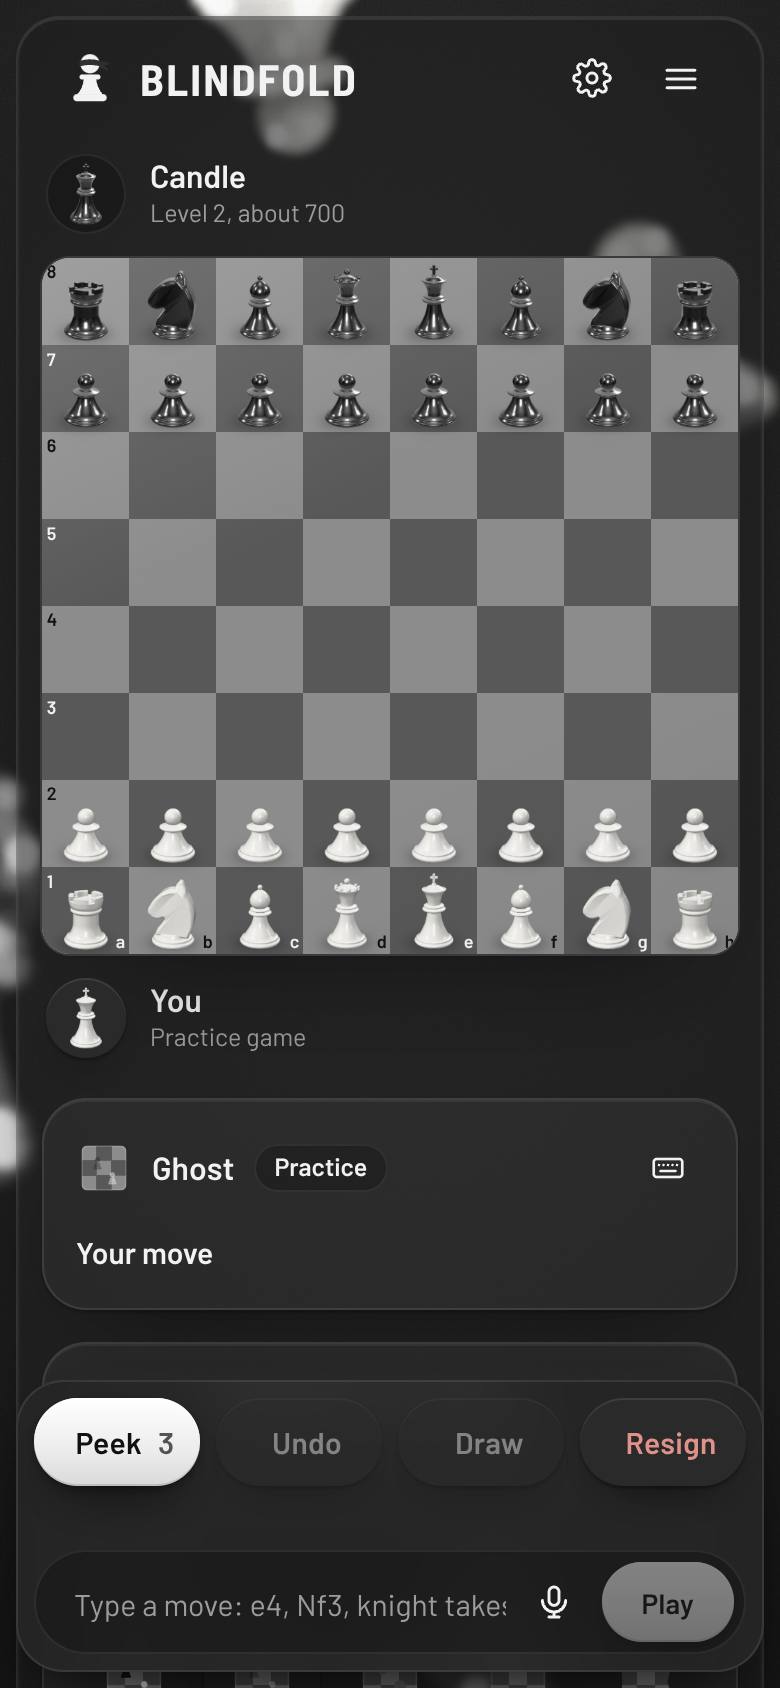 BLINDFOLD
Candle
Level 2, about 700
8
7
6
5
4
3
2
1
a b c d e f g h
You
Practice game
Ghost Practice
Your move
Peek 3 Undo Draw Resign
Type a move: e4, Nf3, knight takes Play